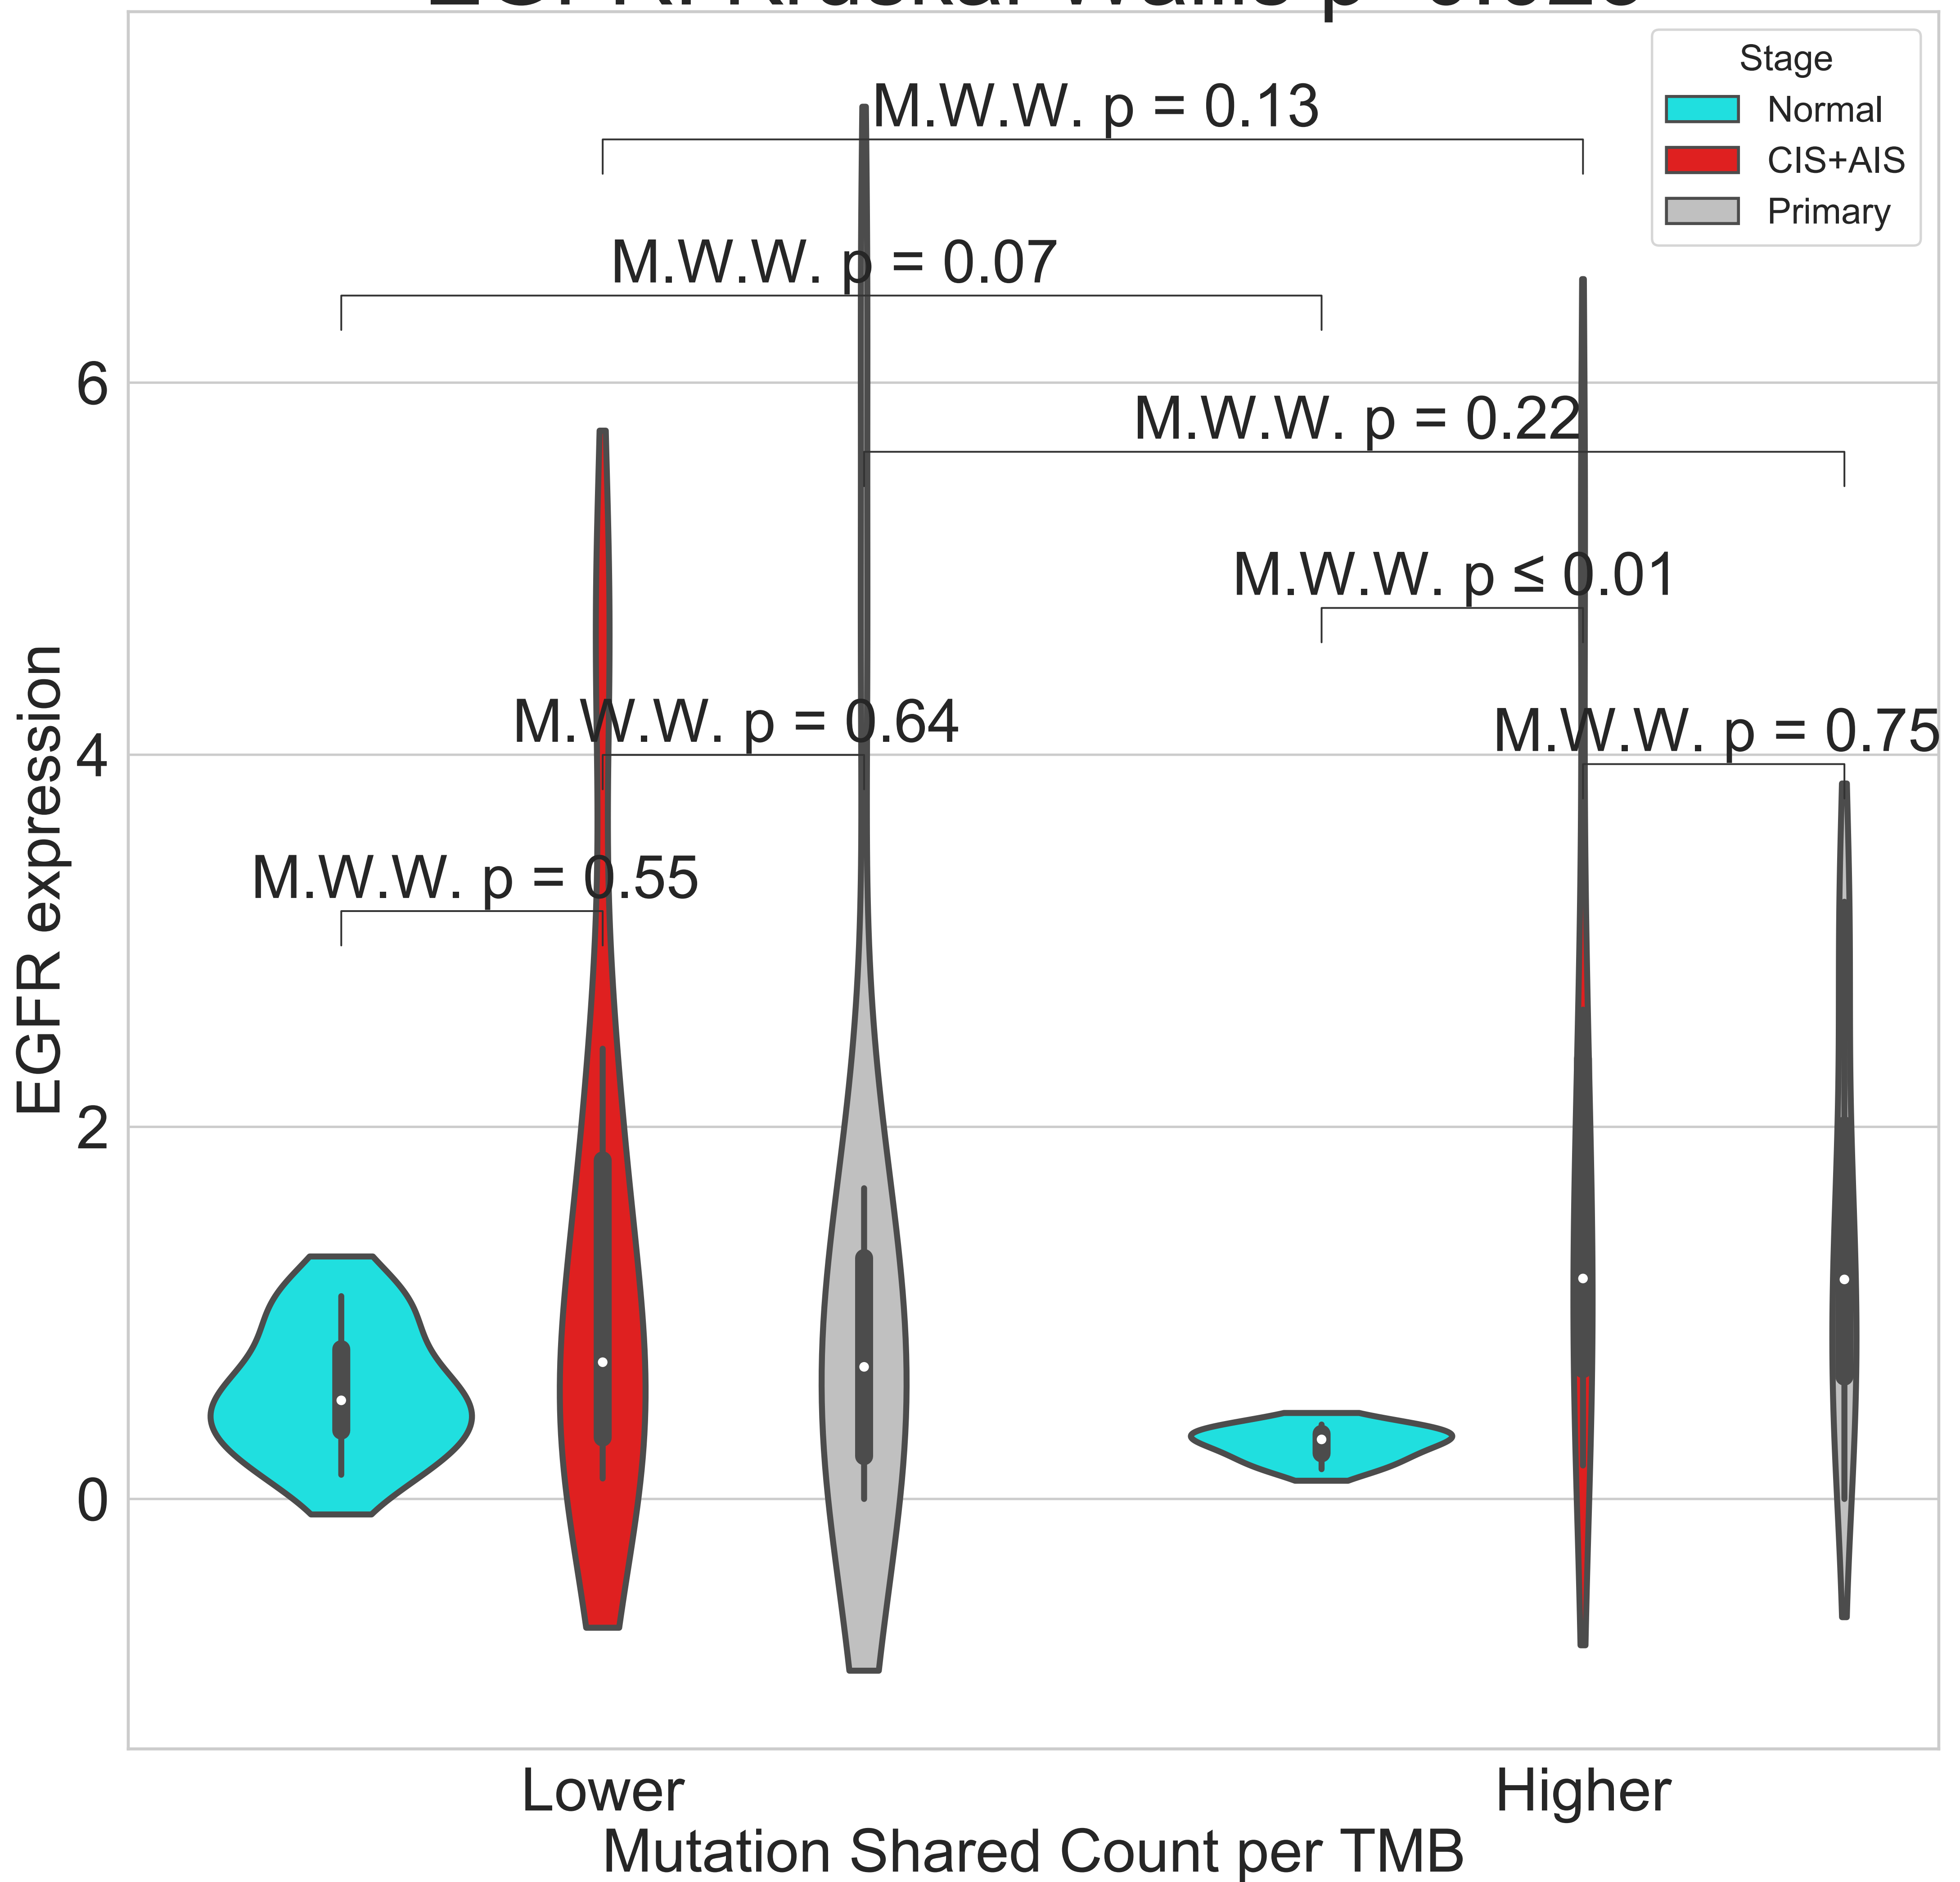 Stage
Normal
CIS+AIS
Primary
M.W.W. p = 0.13
M.W.W. p = 0.07
M.W.W. p = 0.22
M.W.W. p ≤ 0.01
M.W.W. p = 0.64
M.W.W. p = 0.75
M.W.W. p = 0.55
6
4
2
0
EGFR expression
Lower
Higher
Mutation Shared Count per TMB